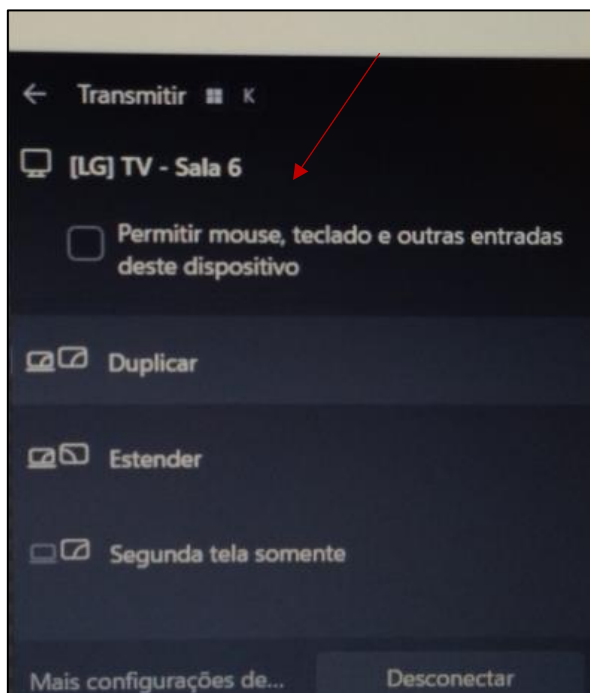 Transmitir K
[LG] TV - Sala 6
Permitir mouse, teclado e outras entradas
deste dispositivo
Duplicar
Estender
Segunda tela somente
Mais configurações de... Desconectar